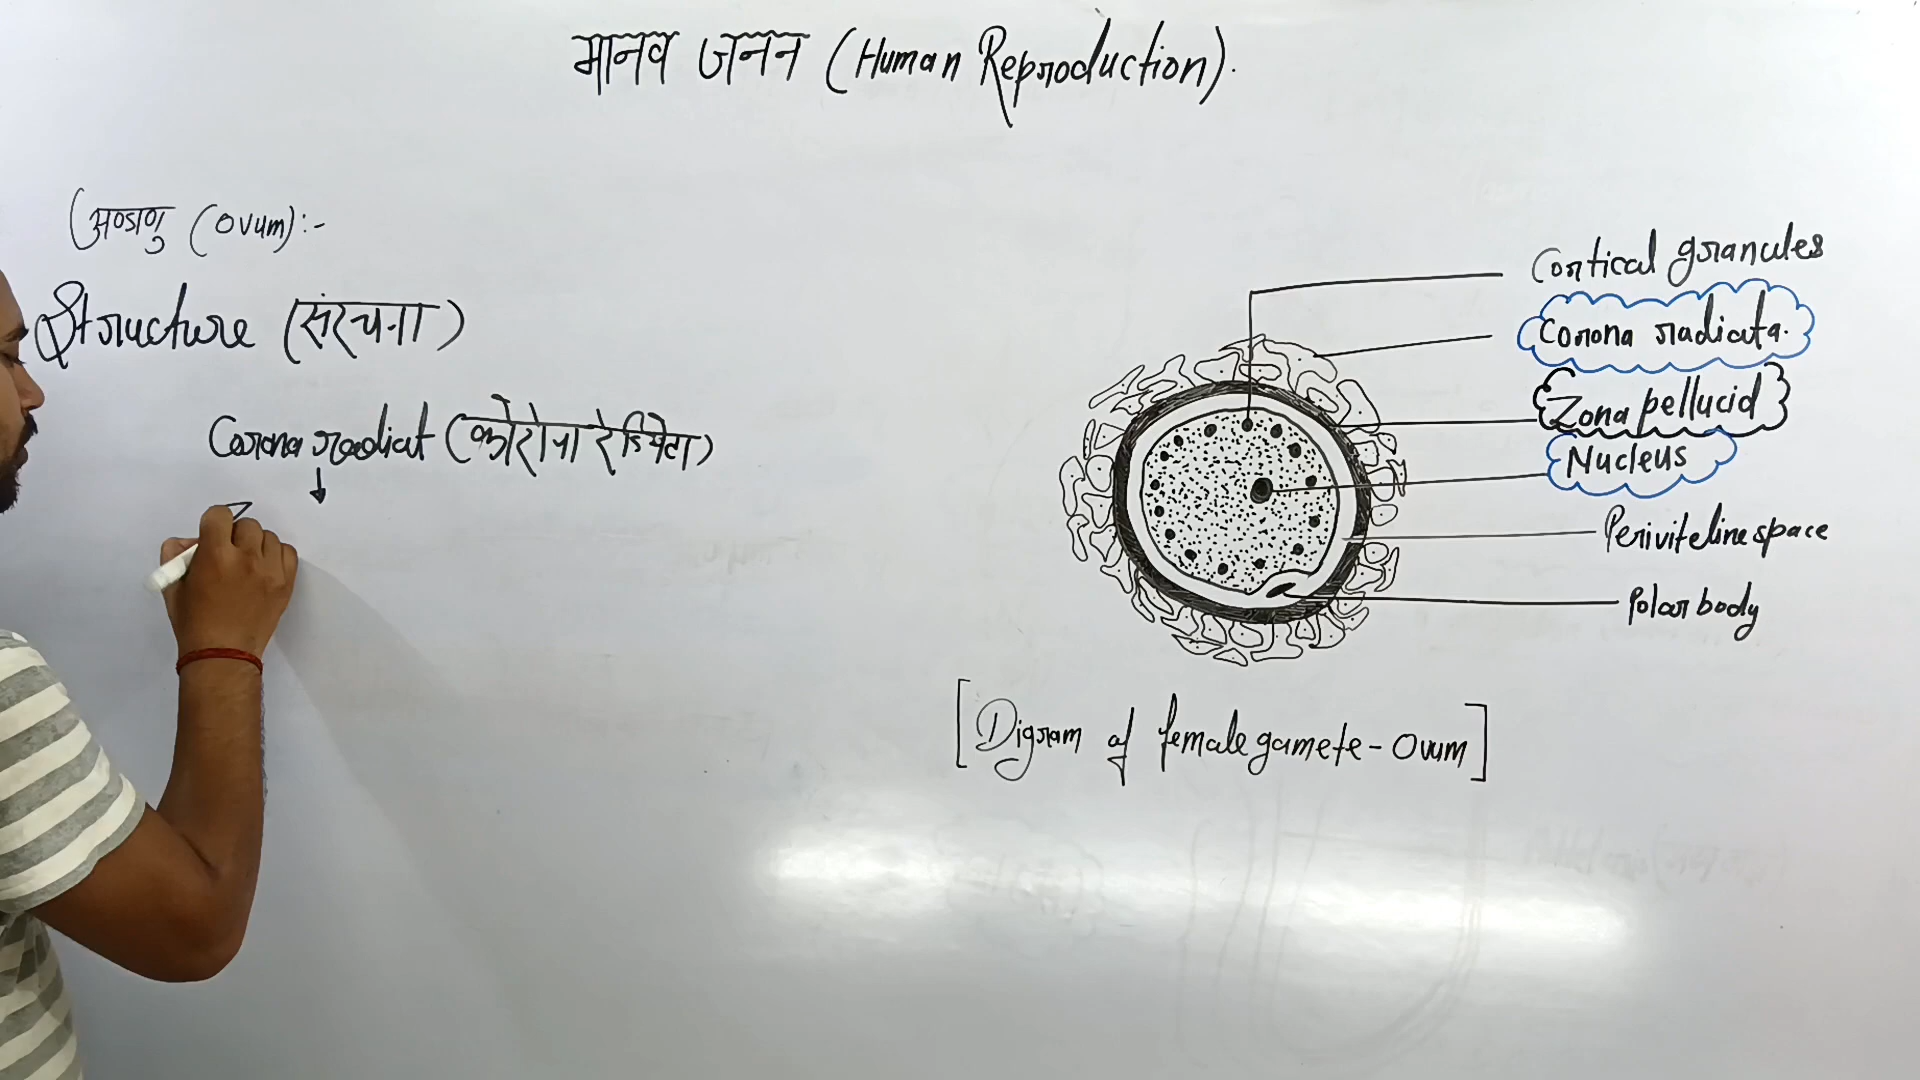 मानव जनन (Human Reproduction).
अण्डाणु (Ovum):-
Structure (संरचना)
Corona radiat (कोरोना रेडियेटा)
Cortical granules
Corona radiata.
Zona pellucid
Nucleus
Periviteline space
Polar body
[Digram of female gamete - Ovum]